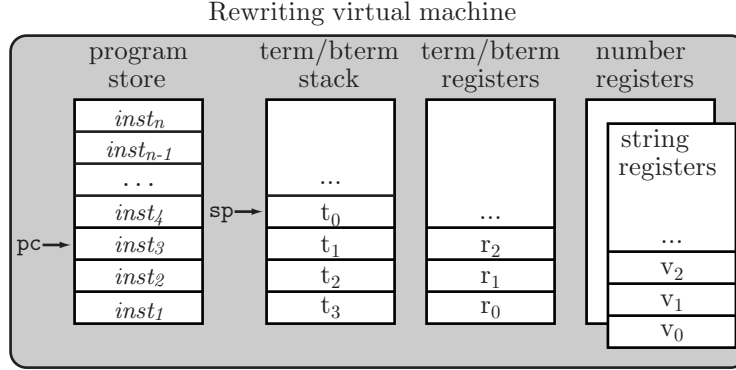 Rewriting virtual machine
program store
term/bterm stack
term/bterm registers
number registers
inst_n
inst_n-1
...
inst_4
inst_3
inst_2
inst_1
pc
sp
...
t_0
t_1
t_2
t_3
...
r_2
r_1
r_0
string registers
...
v_2
v_1
v_0